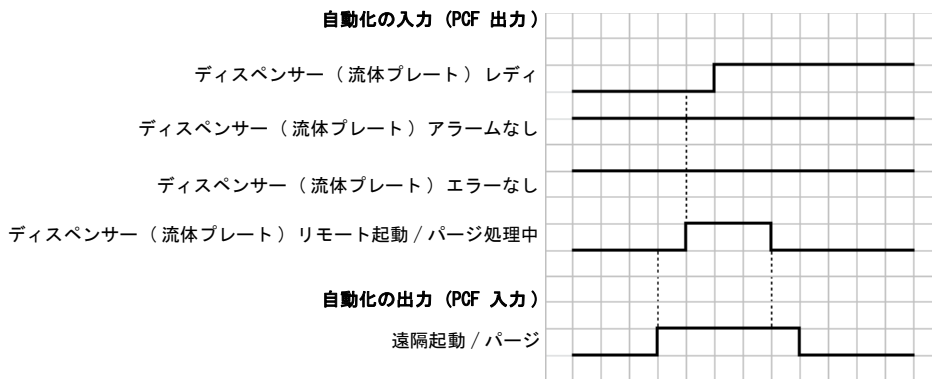 自動化の入力 (PCF 出力)
ディスペンサー ( 流体プレート ) レディ
ディスペンサー ( 流体プレート ) アラームなし
ディスペンサー ( 流体プレート ) エラーなし
ディスペンサー ( 流体プレート ) リモート起動 / パージ処理中
自動化の出力 (PCF 入力)
遠隔起動 / パージ